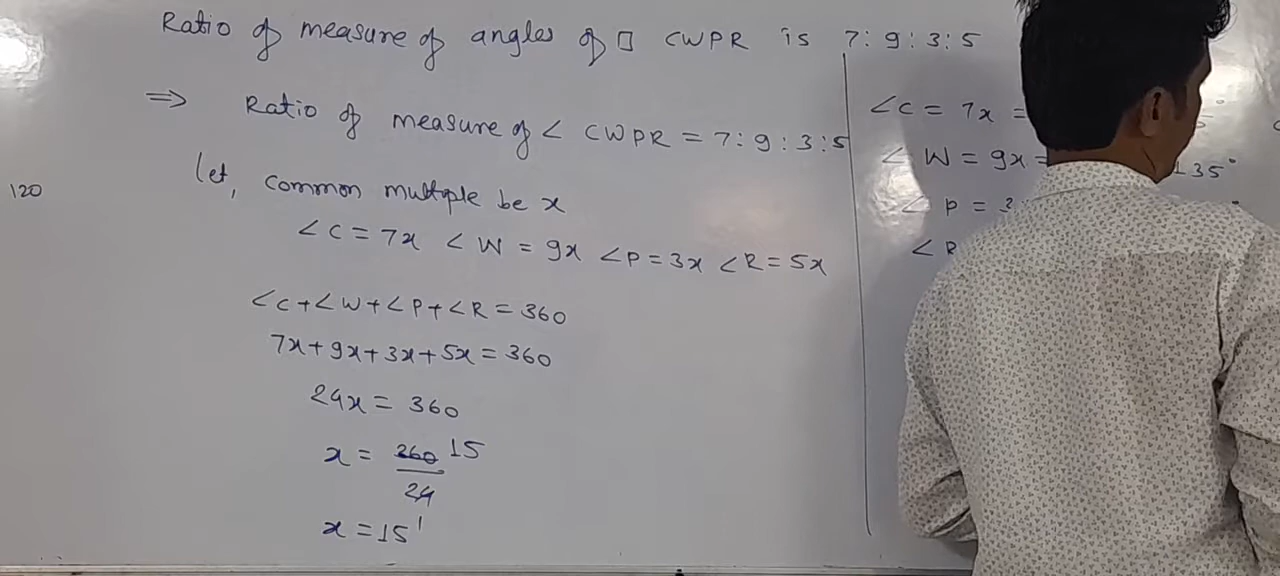 Ratio of measure of angles of □ CWPR is 7:9:3:5
⇒ Ratio of measure of ∠ CWPR = 7:9:3:5
let, common multiple be x
∠C = 7x ∠W = 9x ∠P = 3x ∠R = 5x
∠C + ∠W + ∠P + ∠R = 360
7x + 9x + 3x + 5x = 360
24x = 360
x = 360/24 15
x = 15
120
∠C = 7x =
∠W = 9x = 135°
∠P = 3
∠R